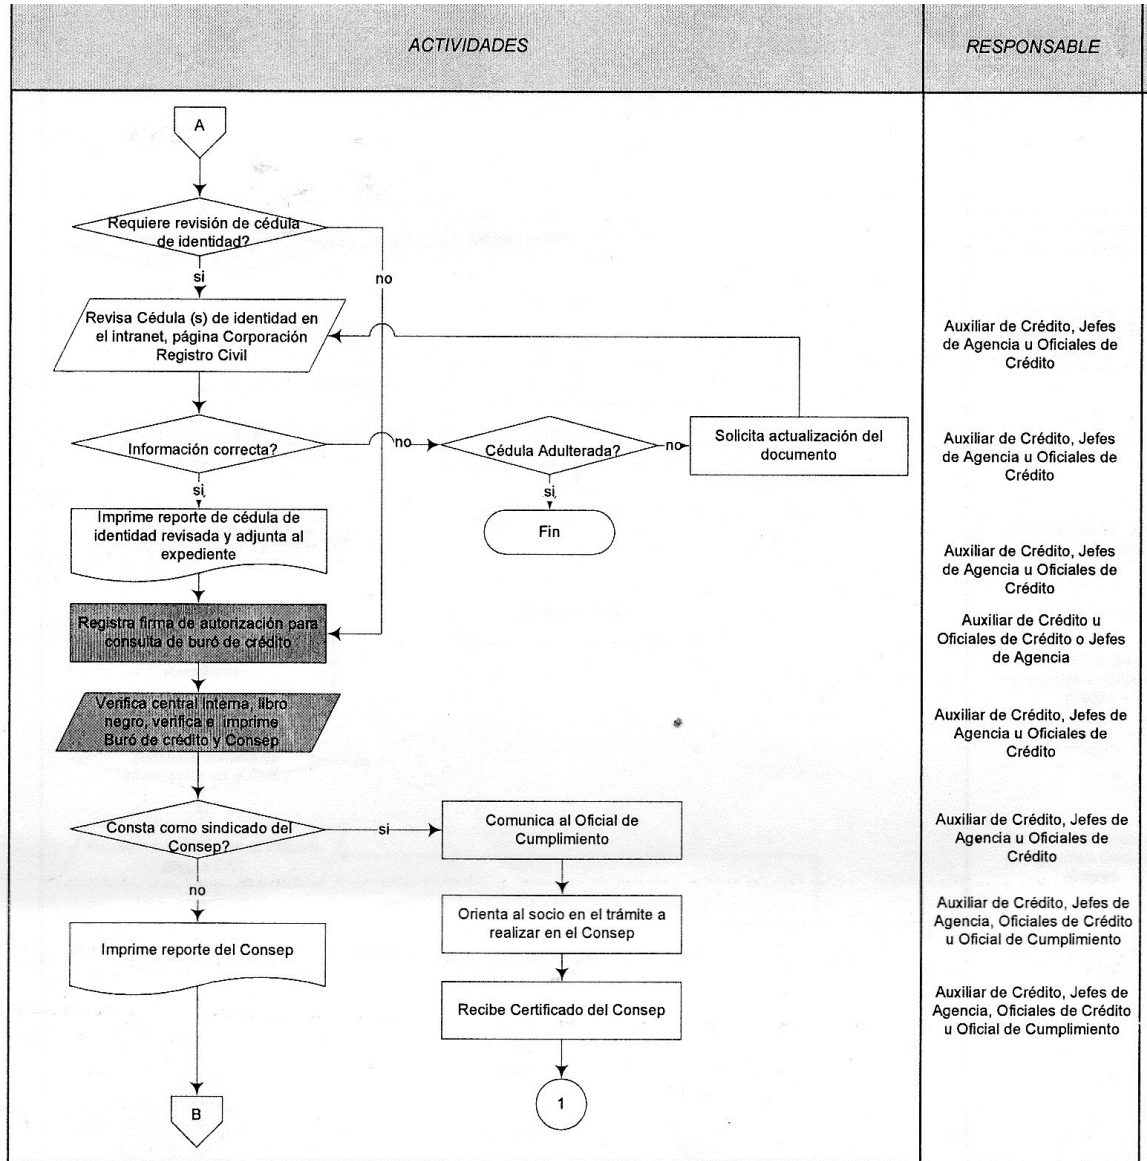 ACTIVIDADES
RESPONSABLE
A
Requiere revisión de cédula
de identidad?
si
no
Revisa Cédula (s) de identidad en
el intranet, página Corporación
Registro Civil
Auxiliar de Crédito, Jefes
de Agencia u Oficiales de
Crédito
Información correcta?
no
Cédula Adulterada?
no
Solicita actualización del
documento
Auxiliar de Crédito, Jefes
de Agencia u Oficiales de
Crédito
si
si
Imprime reporte de cédula de
identidad revisada y adjunta al
expediente
Fin
Auxiliar de Crédito, Jefes
de Agencia u Oficiales de
Crédito
Registra firma de autorización para
consulta de buró de crédito
Auxiliar de Crédito u
Oficiales de Crédito o Jefes
de Agencia
Verifica central Interna, libro
negro, verifica e imprime
Buró de crédito y Consep
Auxiliar de Crédito, Jefes de
Agencia u Oficiales de
Crédito
Consta como sindicado del
Consep?
si
Comunica al Oficial de
Cumplimiento
Auxiliar de Crédito, Jefes de
Agencia u Oficiales de
Crédito
no
Orienta al socio en el trámite a
realizar en el Consep
Auxiliar de Crédito, Jefes de
Agencia, Oficiales de Crédito
u Oficial de Cumplimiento
Imprime reporte del Consep
Recibe Certificado del Consep
Auxiliar de Crédito, Jefes de
Agencia, Oficiales de Crédito
u Oficial de Cumplimiento
B
1